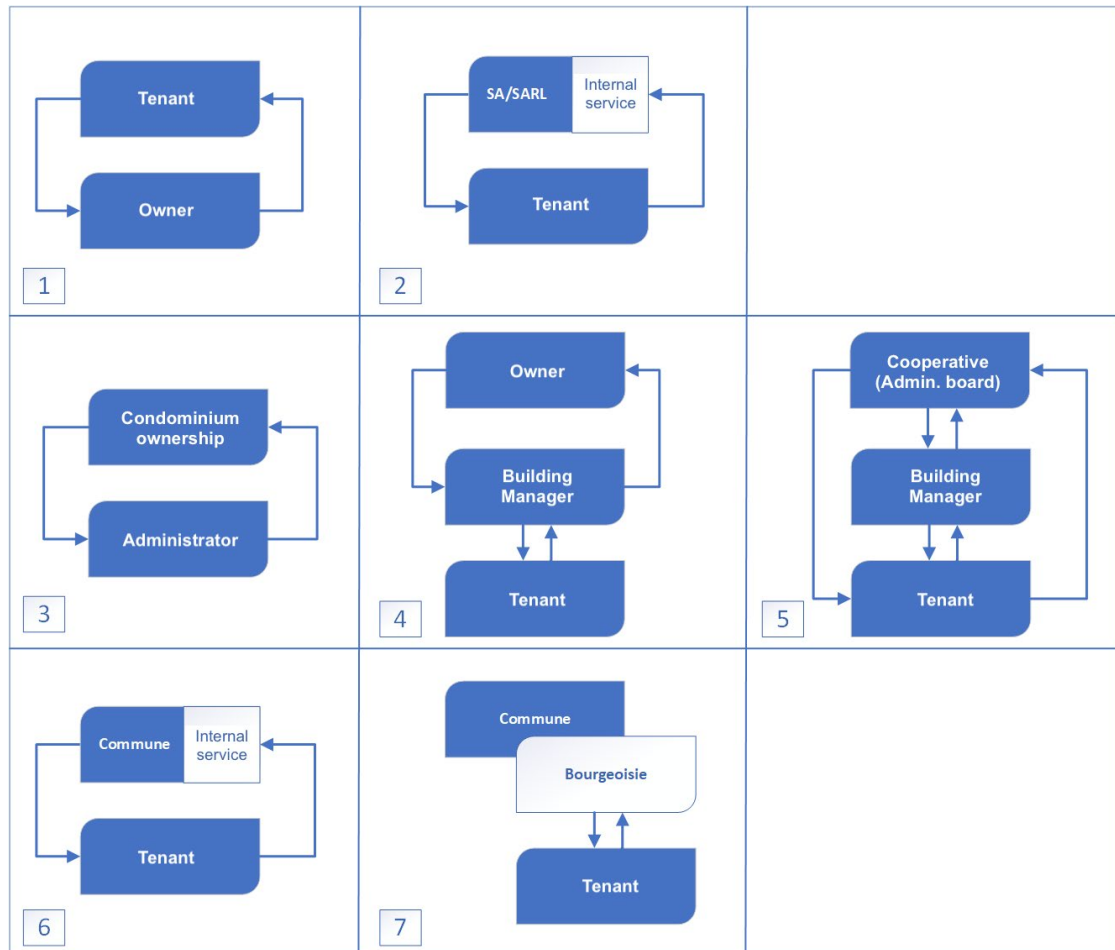 Tenant
Owner
1
SA/SARL
Internal
service
Tenant
2
Condominium
ownership
Administrator
3
Owner
Building
Manager
Tenant
4
Cooperative
(Admin. board)
Building
Manager
Tenant
5
Commune
Internal
service
Tenant
6
Commune
Bourgeoisie
Tenant
7